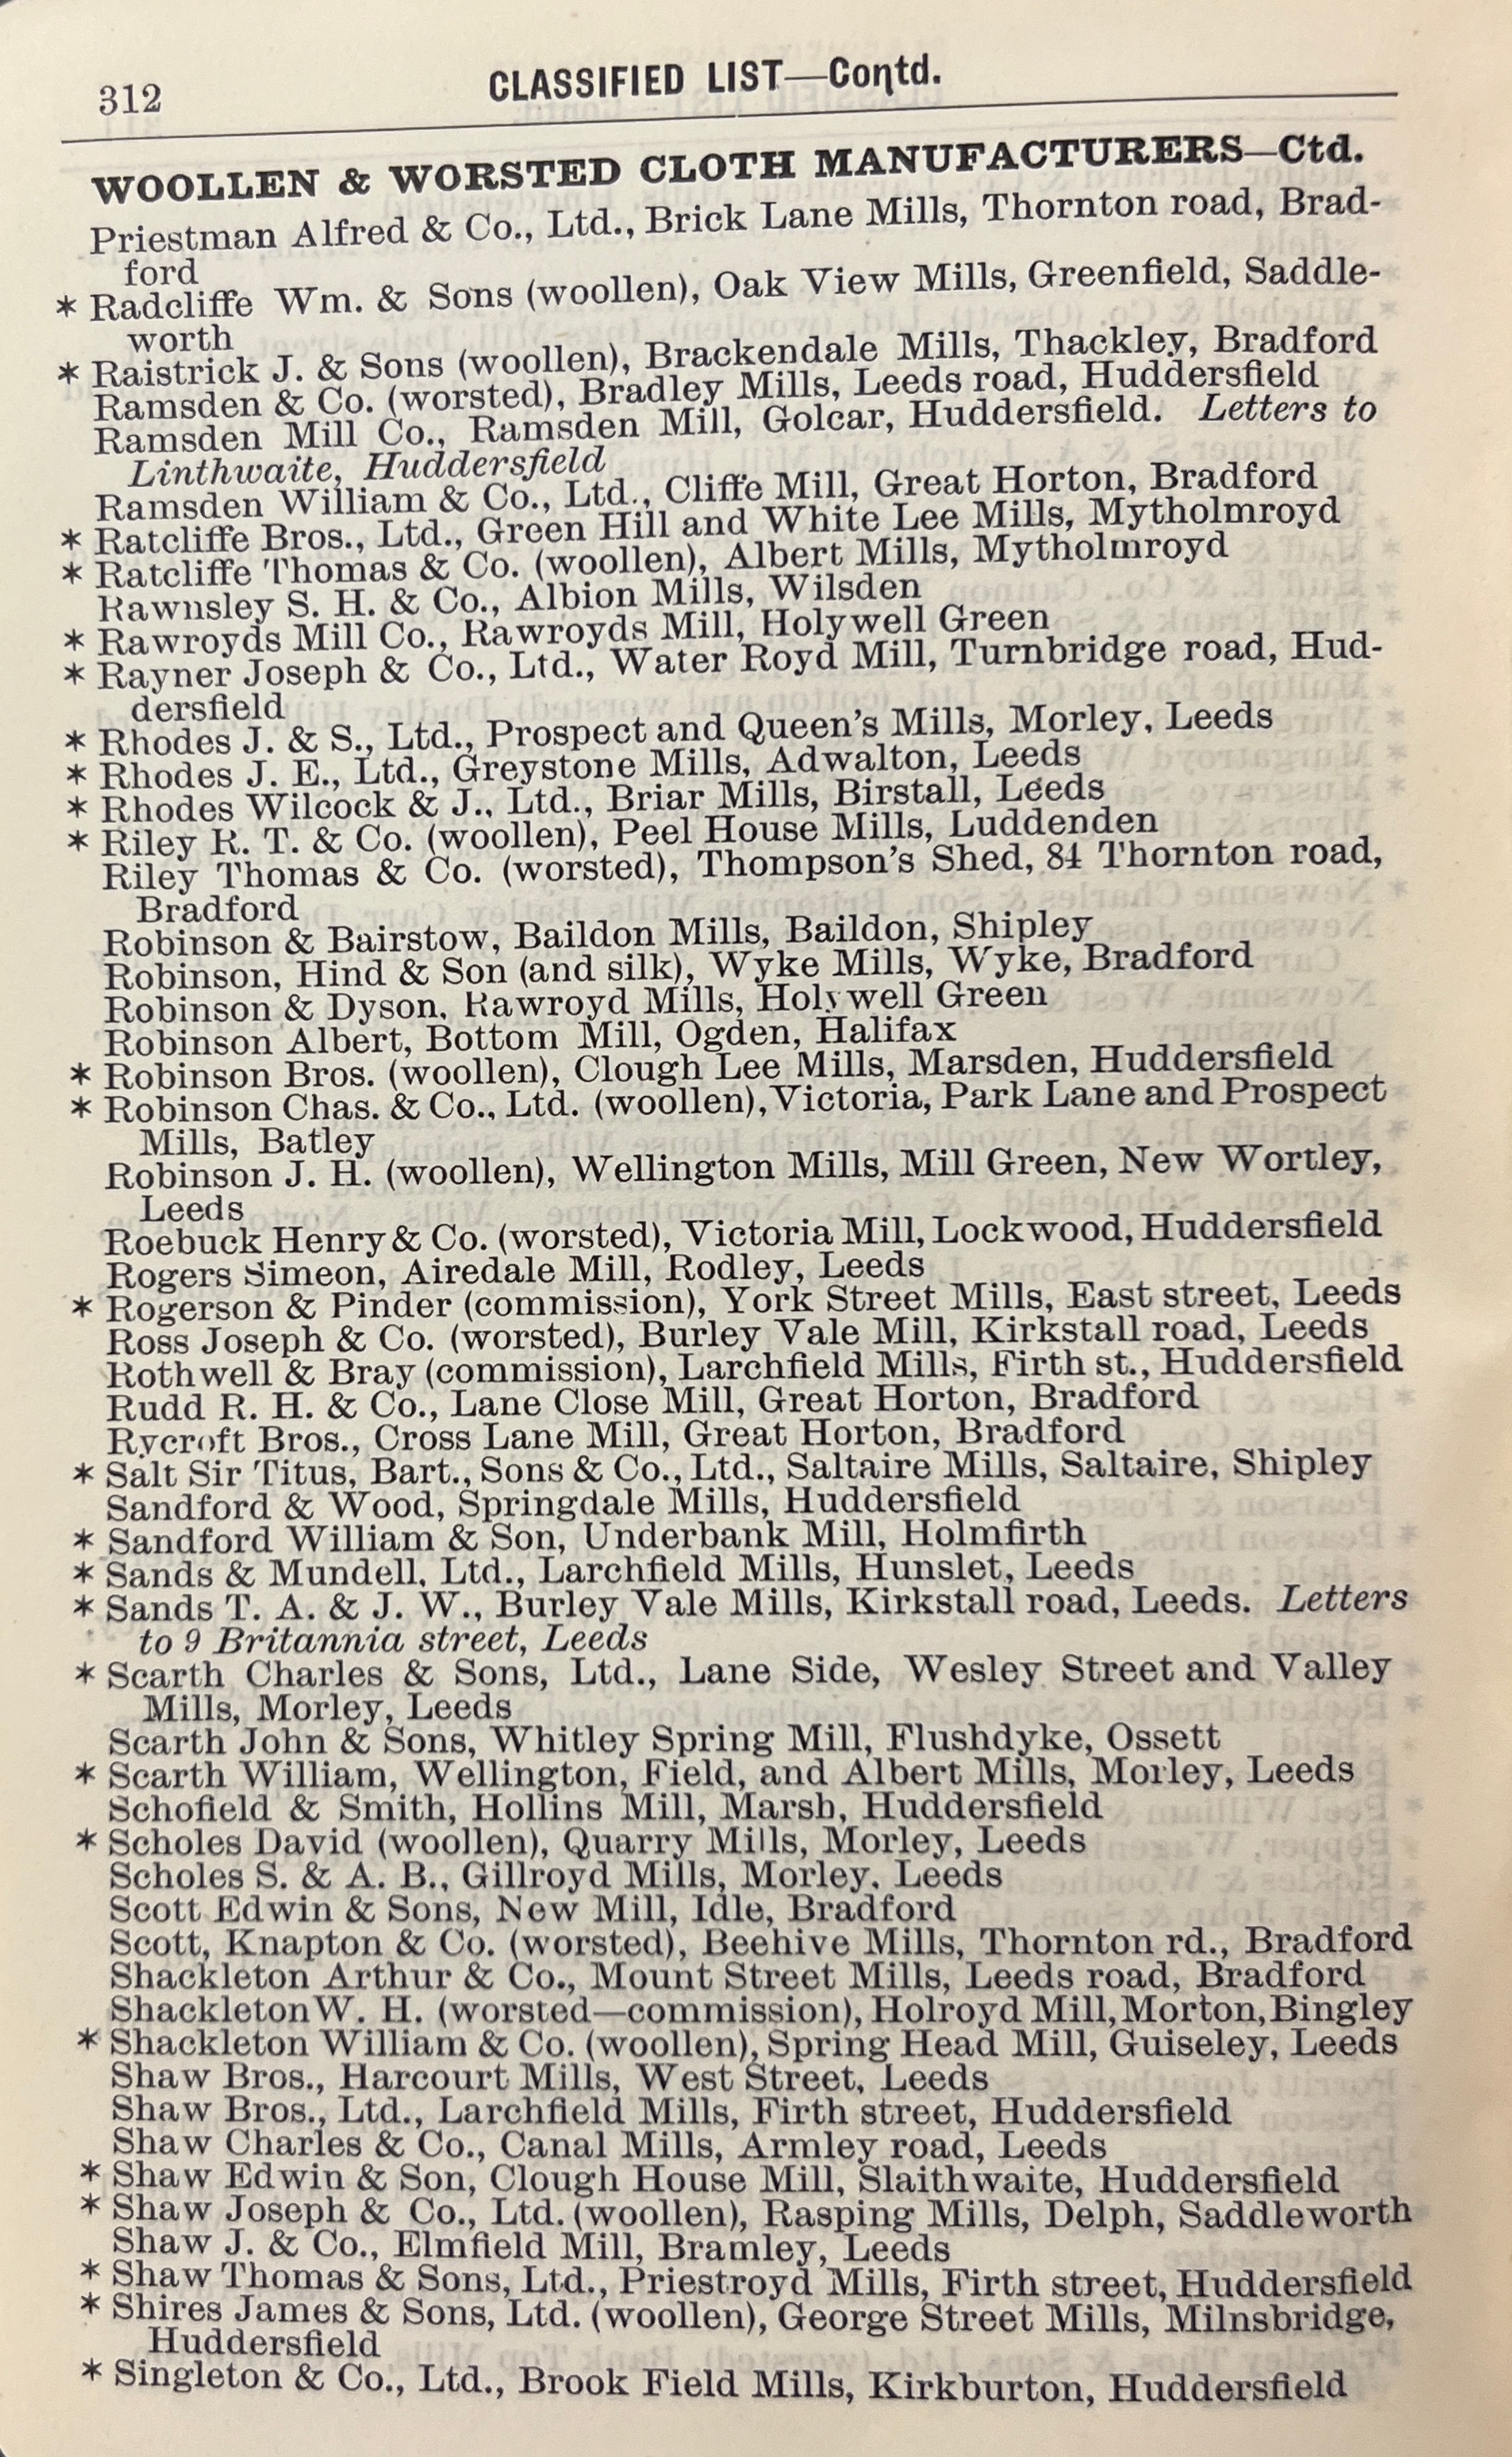 312
CLASSIFIED LIST—Contd.
WOOLLEN & WORSTED CLOTH MANUFACTURERS—Ctd.
Priestman Alfred & Co., Ltd., Brick Lane Mills, Thornton road, Brad-
ford
* Radcliffe Wm. & Sons (woollen), Oak View Mills, Greenfield, Saddle-
worth
* Raistrick J. & Sons (woollen), Brackendale Mills, Thackley, Bradford
Ramsden & Co. (worsted), Bradley Mills, Leeds road, Huddersfield
Ramsden Mill Co., Ramsden Mill, Golcar, Huddersfield. Letters to
Linthwaite, Huddersfield
Ramsden William & Co., Ltd., Cliffe Mill, Great Horton, Bradford
* Ratcliffe Bros., Ltd., Green Hill and White Lee Mills, Mytholmroyd
* Ratcliffe Thomas & Co. (woollen), Albert Mills, Mytholmroyd
Rawnsley S. H. & Co., Albion Mills, Wilsden
* Rawroyds Mill Co., Rawroyds Mill, Holywell Green
* Rayner Joseph & Co., Ltd., Water Royd Mill, Turnbridge road, Hud-
dersfield
* Rhodes J. & S., Ltd., Prospect and Queen's Mills, Morley, Leeds
* Rhodes J. E., Ltd., Greystone Mills, Adwalton, Leeds
* Rhodes Wilcock & J., Ltd., Briar Mills, Birstall, Leeds
* Riley R. T. & Co. (woollen), Peel House Mills, Luddenden
Riley Thomas & Co. (worsted), Thompson's Shed, 84 Thornton road,
Bradford
Robinson & Bairstow, Baildon Mills, Baildon, Shipley
Robinson, Hind & Son (and silk), Wyke Mills, Wyke, Bradford
Robinson & Dyson, Rawroyd Mills, Holywell Green
Robinson Albert, Bottom Mill, Ogden, Halifax
* Robinson Bros. (woollen), Clough Lee Mills, Marsden, Huddersfield
* Robinson Chas. & Co., Ltd. (woollen), Victoria, Park Lane and Prospect
Mills, Batley
Robinson J. H. (woollen), Wellington Mills, Mill Green, New Wortley,
Leeds
Roebuck Henry & Co. (worsted), Victoria Mill, Lockwood, Huddersfield
Rogers Simeon, Airedale Mill, Rodley, Leeds
* Rogerson & Pinder (commission), York Street Mills, East street, Leeds
Ross Joseph & Co. (worsted), Burley Vale Mill, Kirkstall road, Leeds
Rothwell & Bray (commission), Larchfield Mills, Firth st., Huddersfield
Rudd R. H. & Co., Lane Close Mill, Great Horton, Bradford
Rycroft Bros., Cross Lane Mill, Great Horton, Bradford
* Salt Sir Titus, Bart., Sons & Co., Ltd., Saltaire Mills, Saltaire, Shipley
Sandford & Wood, Springdale Mills, Huddersfield
* Sandford William & Son, Underbank Mill, Holmfirth
* Sands & Mundell, Ltd., Larchfield Mills, Hunslet, Leeds
* Sands T. A. & J. W., Burley Vale Mills, Kirkstall road, Leeds. Letters
to 9 Britannia street, Leeds
* Scarth Charles & Sons, Ltd., Lane Side, Wesley Street and Valley
Mills, Morley, Leeds
Scarth John & Sons, Whitley Spring Mill, Flushdyke, Ossett
* Scarth William, Wellington, Field, and Albert Mills, Morley, Leeds
Schofield & Smith, Hollins Mill, Marsh, Huddersfield
* Scholes David (woollen), Quarry Mills, Morley, Leeds
Scholes S. & A. B., Gillroyd Mills, Morley, Leeds
Scott Edwin & Sons, New Mill, Idle, Bradford
Scott, Knapton & Co. (worsted), Beehive Mills, Thornton rd., Bradford
Shackleton Arthur & Co., Mount Street Mills, Leeds road, Bradford
Shackleton W. H. (worsted—commission), Holroyd Mill, Morton, Bingley
* Shackleton William & Co. (woollen), Spring Head Mill, Guiseley, Leeds
Shaw Bros., Harcourt Mills, West Street, Leeds
Shaw Bros., Ltd., Larchfield Mills, Firth street, Huddersfield
Shaw Charles & Co., Canal Mills, Armley road, Leeds
* Shaw Edwin & Son, Clough House Mill, Slaithwaite, Huddersfield
* Shaw Joseph & Co., Ltd. (woollen), Rasping Mills, Delph, Saddleworth
Shaw J. & Co., Elmfield Mill, Bramley, Leeds
* Shaw Thomas & Sons, Ltd., Priestroyd Mills, Firth street, Huddersfield
* Shires James & Sons, Ltd. (woollen), George Street Mills, Milnsbridge,
Huddersfield
* Singleton & Co., Ltd., Brook Field Mills, Kirkburton, Huddersfield